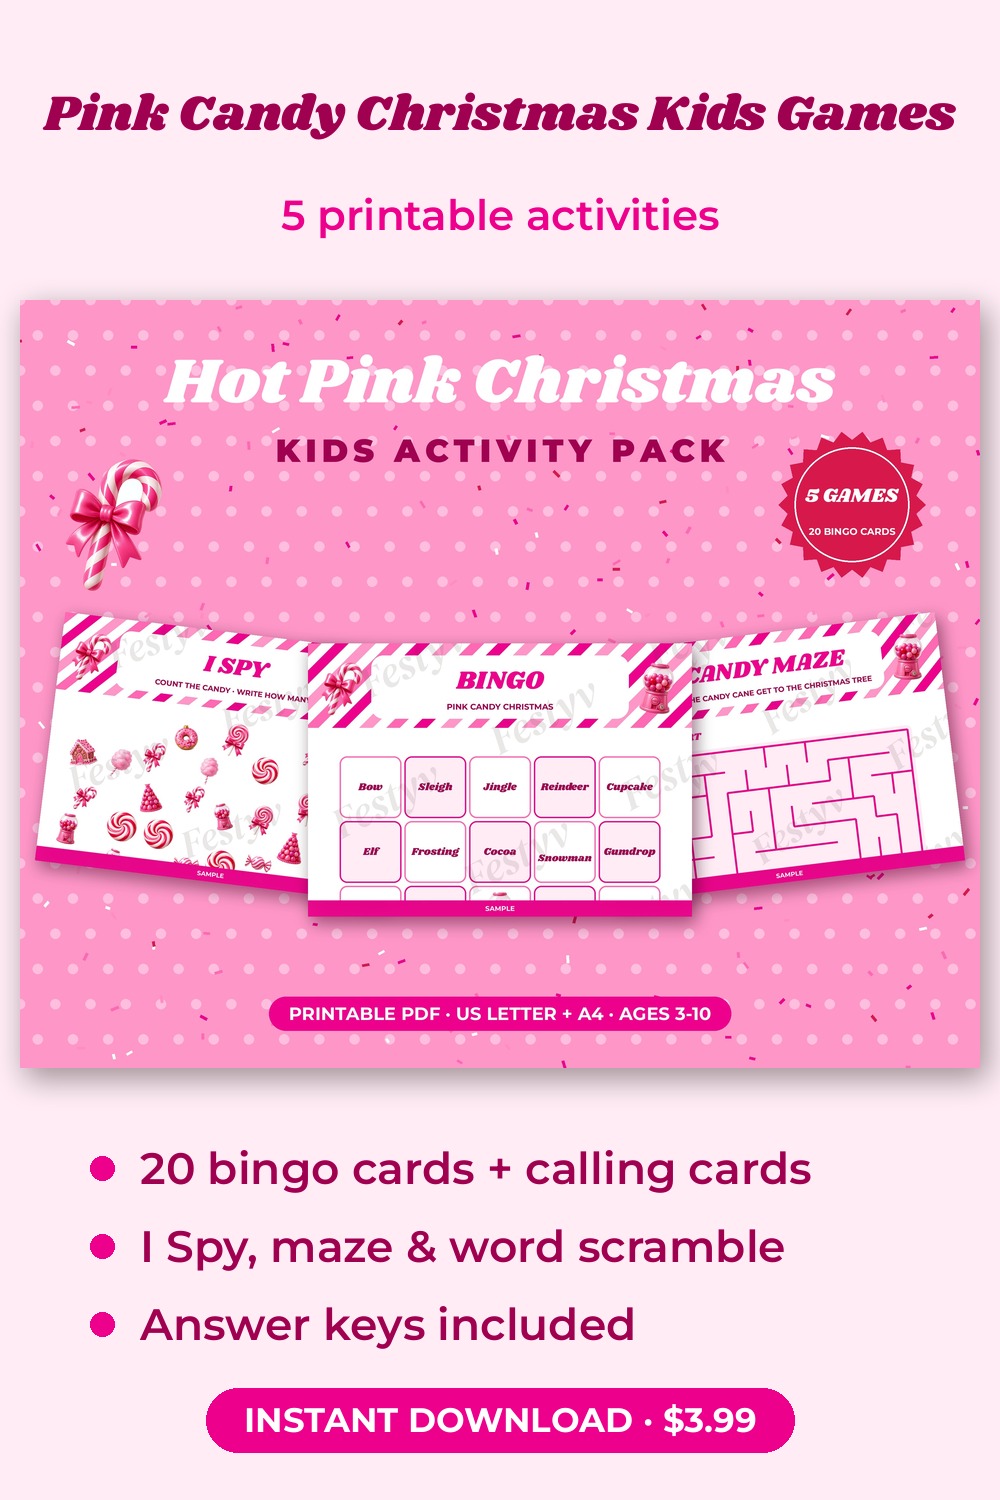 Pink Candy Christmas Kids Games
5 printable activities
Hot Pink Christmas
KIDS ACTIVITY PACK
5 GAMES
20 BINGO CARDS
I SPY
COUNT THE CANDY · WRITE HOW MANY
BINGO
PINK CANDY CHRISTMAS
CANDY MAZE
THE CANDY CANE GET TO THE CHRISTMAS TREE
Bow Sleigh Jingle Reindeer Cupcake
Elf Frosting Cocoa Snowman Gumdrop
Festyv
SAMPLE
SAMPLE
SAMPLE
PRINTABLE PDF · US LETTER + A4 · AGES 3-10
20 bingo cards + calling cards
I Spy, maze & word scramble
Answer keys included
INSTANT DOWNLOAD · $3.99